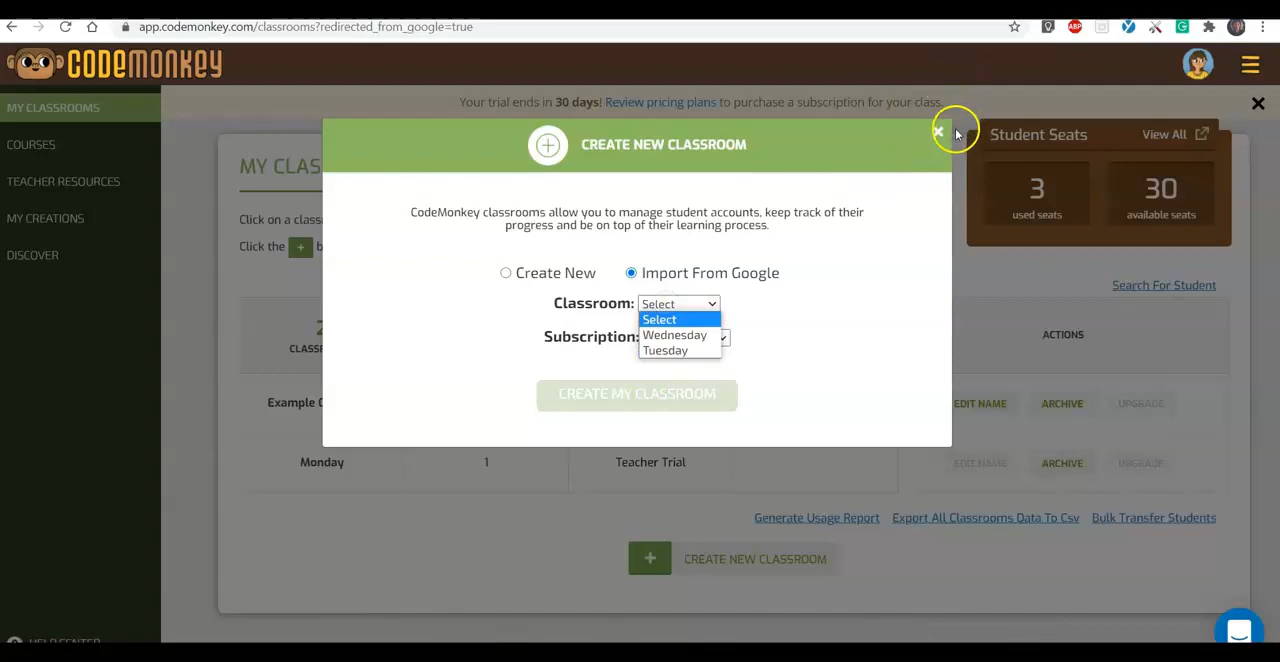 app.codemonkey.com/classrooms?redirected_from_google=true
ABP
CODEMONKEY
MY CLASSROOMS
COURSES
TEACHER RESOURCES
MY CREATIONS
DISCOVER
HELP CENTER
Your trial ends in 30 days! Review pricing plans to purchase a subscription for your class.
MY CLAS
Click on a class
Click the + b
CREATE NEW CLASSROOM
CodeMonkey classrooms allow you to manage student accounts, keep track of their
progress and be on top of their learning process.
Create New Import From Google
Classroom: Select
Select
Wednesday
Tuesday
Subscription:
CREATE MY CLASSROOM
Student Seats View All
3 30
used seats available seats
Search For Student
2
CLASSR
ACTIONS
Example C
EDIT NAME ARCHIVE UPGRADE
Monday 1 Teacher Trial EDIT NAME ARCHIVE UPGRADE
Generate Usage Report Export All Classrooms Data To Csv Bulk Transfer Students
+ CREATE NEW CLASSROOM